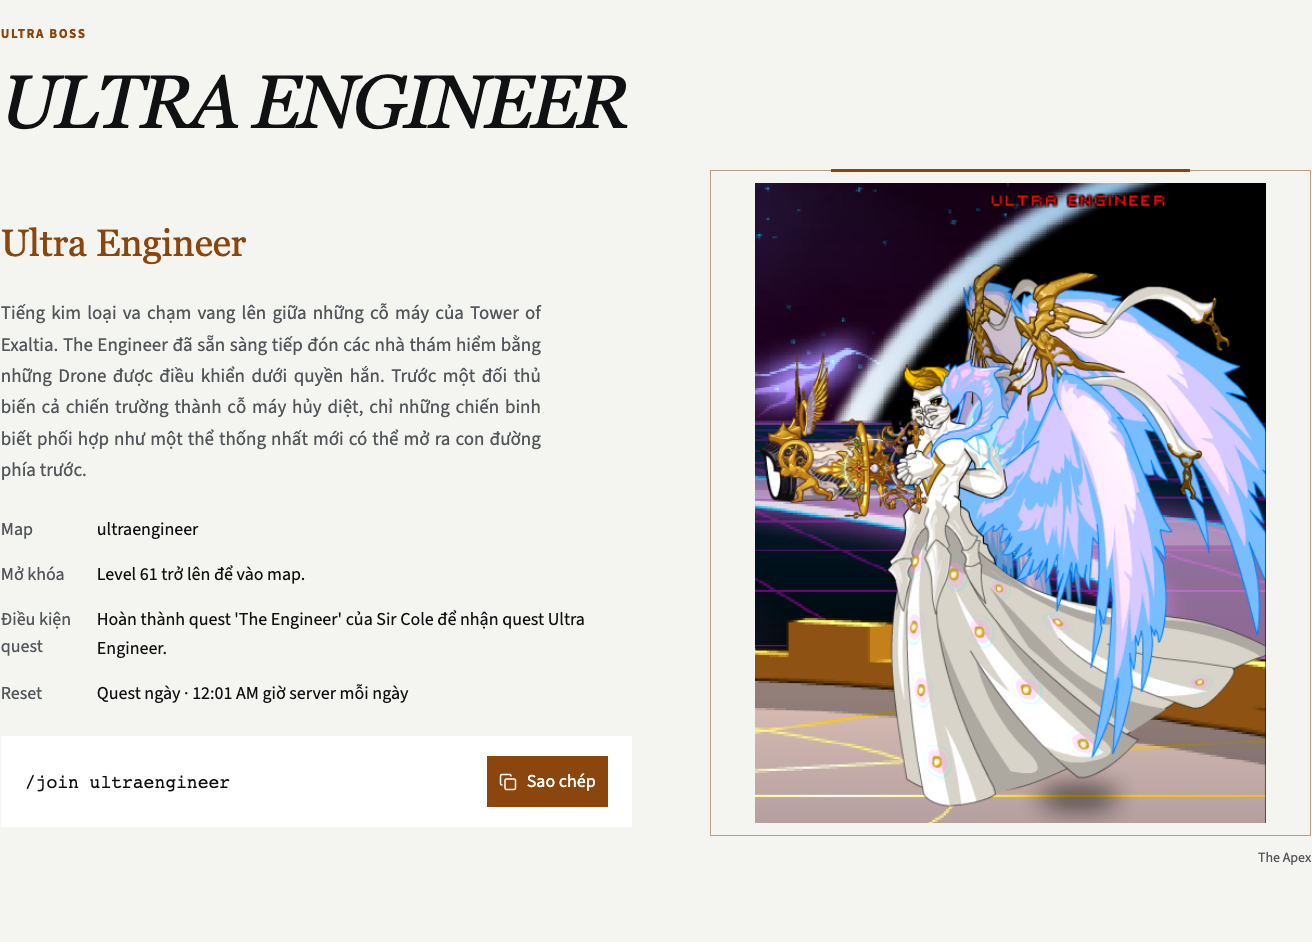 ULTRA BOSS
ULTRA ENGINEER
Ultra Engineer
Tiếng kim loại va chạm vang lên giữa những cỗ máy của Tower of
Exaltia. The Engineer đã sẵn sàng tiếp đón các nhà thám hiểm bằng
những Drone được điều khiển dưới quyền hắn. Trước một đối thủ
biến cả chiến trường thành cỗ máy hủy diệt, chỉ những chiến binh
biết phối hợp như một thể thống nhất mới có thể mở ra con đường
phía trước.
Map
ultraengineer
Mở khóa
Level 61 trở lên để vào map.
Điều kiện
quest
Hoàn thành quest 'The Engineer' của Sir Cole để nhận quest Ultra
Engineer.
Reset
Quest ngày · 12:01 AM giờ server mỗi ngày
/join ultraengineer
Sao chép
ULTRA ENGINEER
The Apex